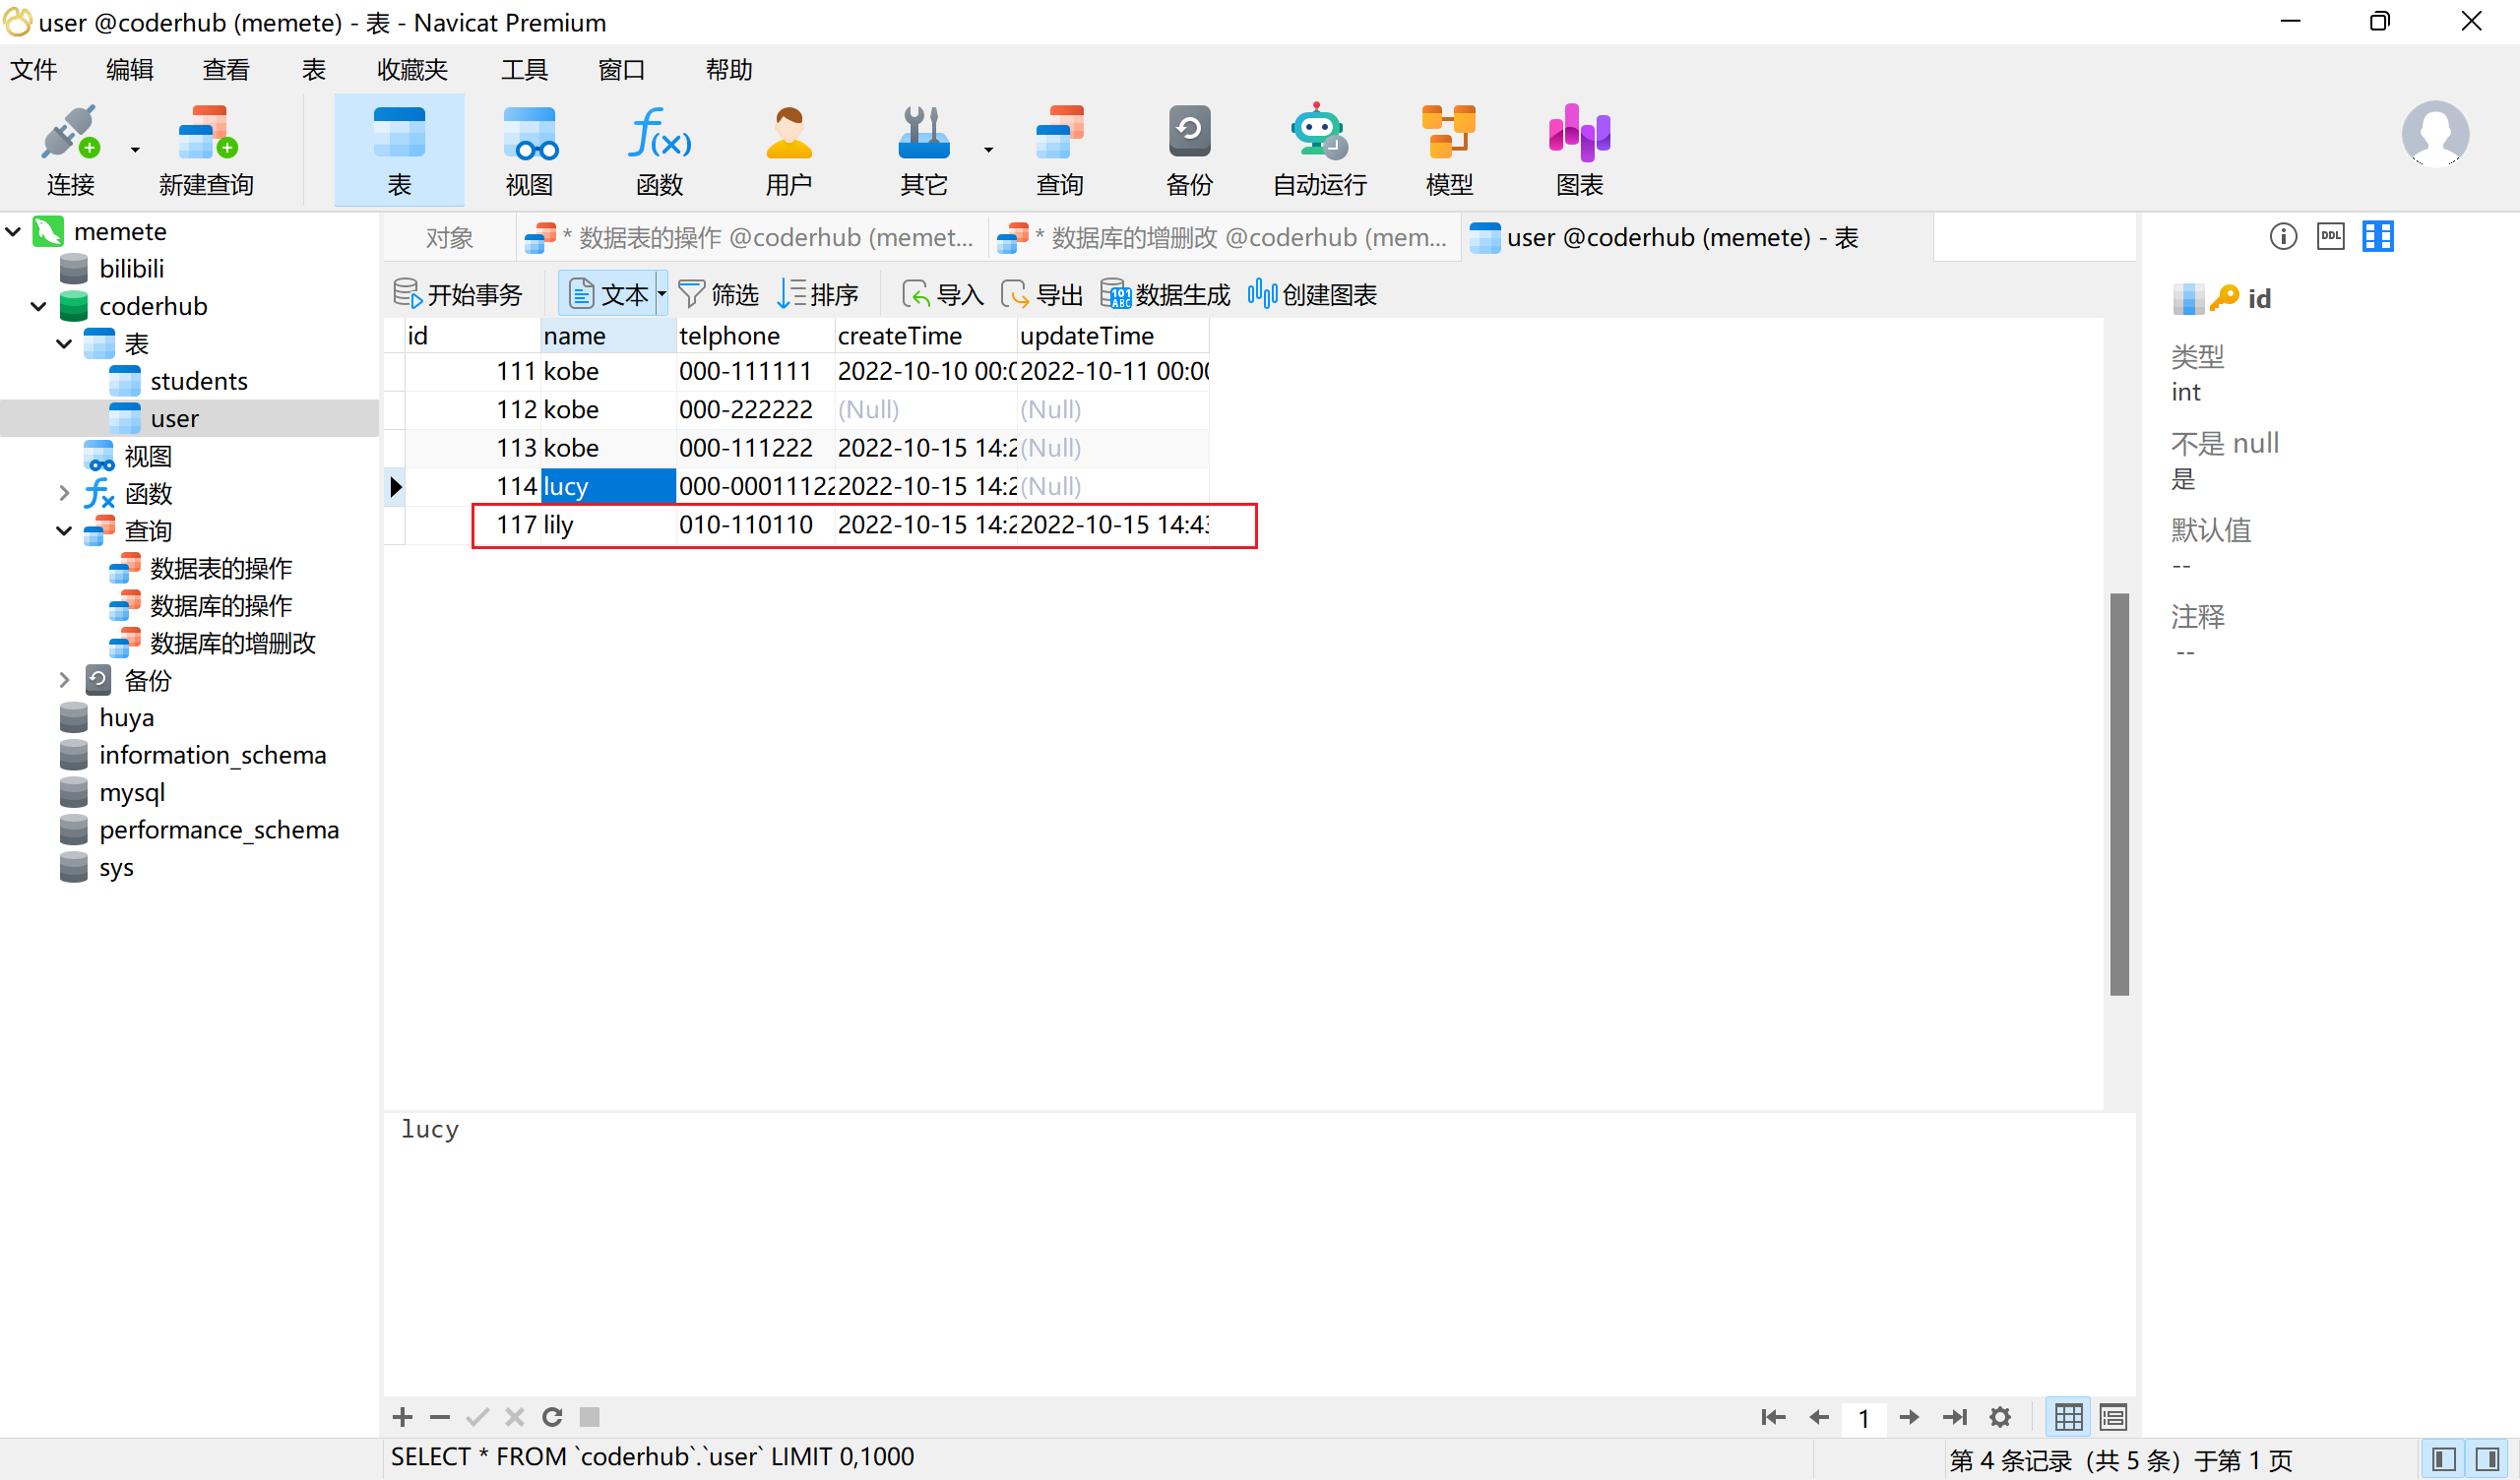 user @coderhub (memete) - 表 - Navicat Premium
文件 编辑 查看 表 收藏夹 工具 窗口 帮助
连接 新建查询 表 视图 函数 用户 其它 查询 备份 自动运行 模型 图表
memete
bilibili
coderhub
表
students
user
视图
函数
查询
数据表的操作
数据库的操作
数据库的增删改
备份
huya
information_schema
mysql
performance_schema
sys
对象 * 数据表的操作 @coderhub (memet... * 数据库的增删改 @coderhub (mem... user @coderhub (memete) - 表
开始事务 文本 筛选 排序 导入 导出 数据生成 创建图表
id name telphone createTime updateTime
111 kobe 000-111111 2022-10-10 00:0 2022-10-11 00:00
112 kobe 000-222222 (Null) (Null)
113 kobe 000-111222 2022-10-15 14:2 (Null)
114 lucy 000-00011122 2022-10-15 14:2 (Null)
117 lily 010-110110 2022-10-15 14:2 2022-10-15 14:43
lucy
1
SELECT * FROM `coderhub`.`user` LIMIT 0,1000
第 4 条记录 (共 5 条) 于第 1 页
DDL
id
类型
int
不是 null
是
默认值
--
注释
--